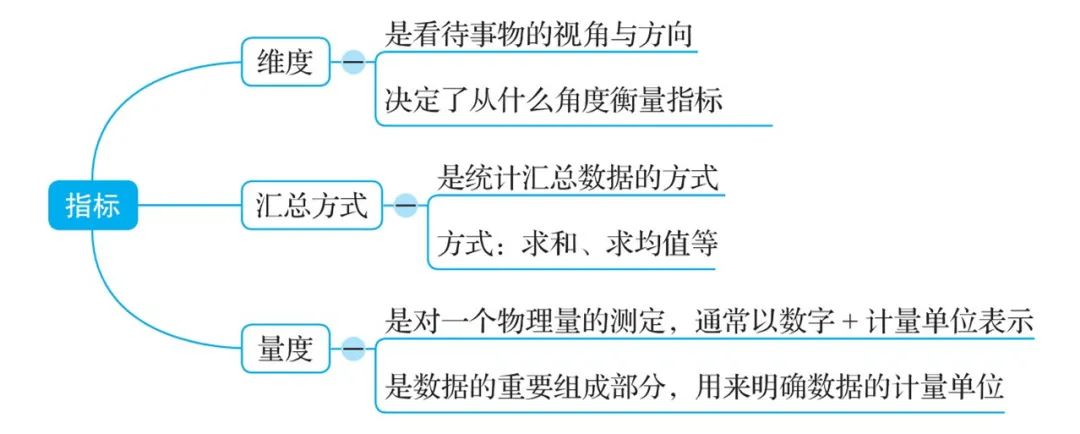 指标
维度
是看待事物的视角与方向
决定了从什么角度衡量指标
汇总方式
是统计汇总数据的方式
方式：求和、求均值等
量度
是对一个物理量的测定，通常以数字 + 计量单位表示
是数据的重要组成部分，用来明确数据的计量单位